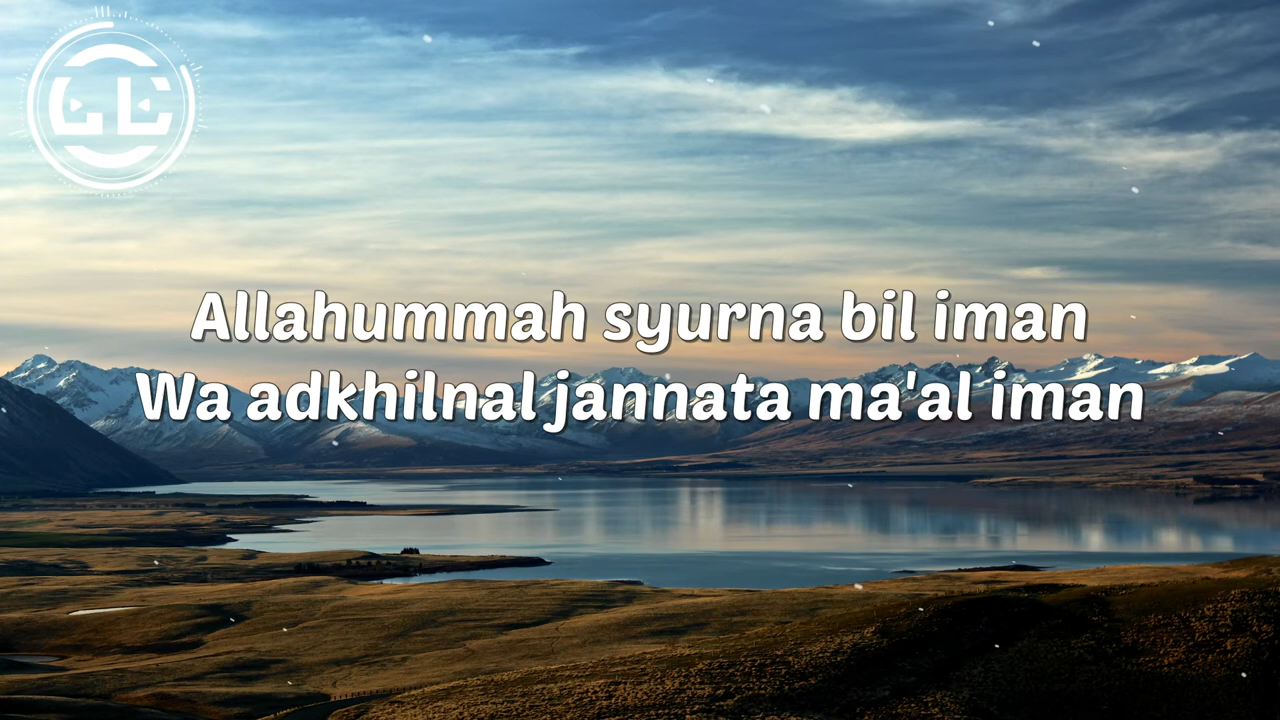 Allahummah syurna bil iman
Wa adkhilnal jannata ma'al iman